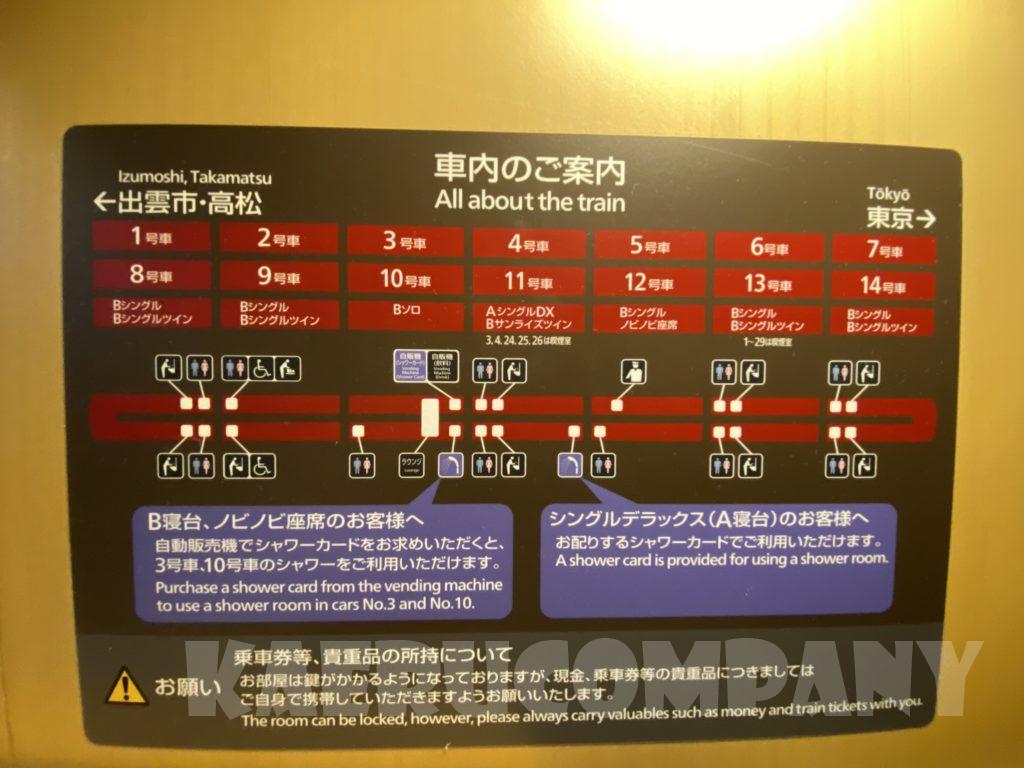 車内のご案内
All about the train
Izumoshi, Takamatsu
←出雲市・高松
Tōkyō
東京→
1号車 2号車 3号車 4号車 5号車 6号車 7号車
8号車 9号車 10号車 11号車 12号車 13号車 14号車
Bシングル
Bシングルツイン
Bシングル
Bシングルツイン
Bソロ
AシングルDX
Bサンライズツイン
3.4.24.25.26は喫煙室
Bシングル
ノビノビ座席
Bシングル
Bシングルツイン
1〜29は喫煙室
Bシングル
Bシングルツイン
自販機
(シャワーカード)
Vending
Machine
(Shower Card)
自販機
(飲料)
Vending
Machine
(Drink)
ラウンジ
Lounge
B寝台、ノビノビ座席のお客様へ
自動販売機でシャワーカードをお求めいただくと、
3号車、10号車のシャワーをご利用いただけます。
Purchase a shower card from the vending machine
to use a shower room in cars No.3 and No.10.
シングルデラックス(A寝台)のお客様へ
お配りするシャワーカードでご利用いただけます。
A shower card is provided for using a shower room.
お願い
乗車券等、貴重品の所持について
お部屋は鍵がかかるようになっておりますが、現金、乗車券等の貴重品につきましては
ご自身で携帯していただきますようお願いいたします。
The room can be locked, however, please always carry valuables such as money and train tickets with you.
KAERUCOMPANY